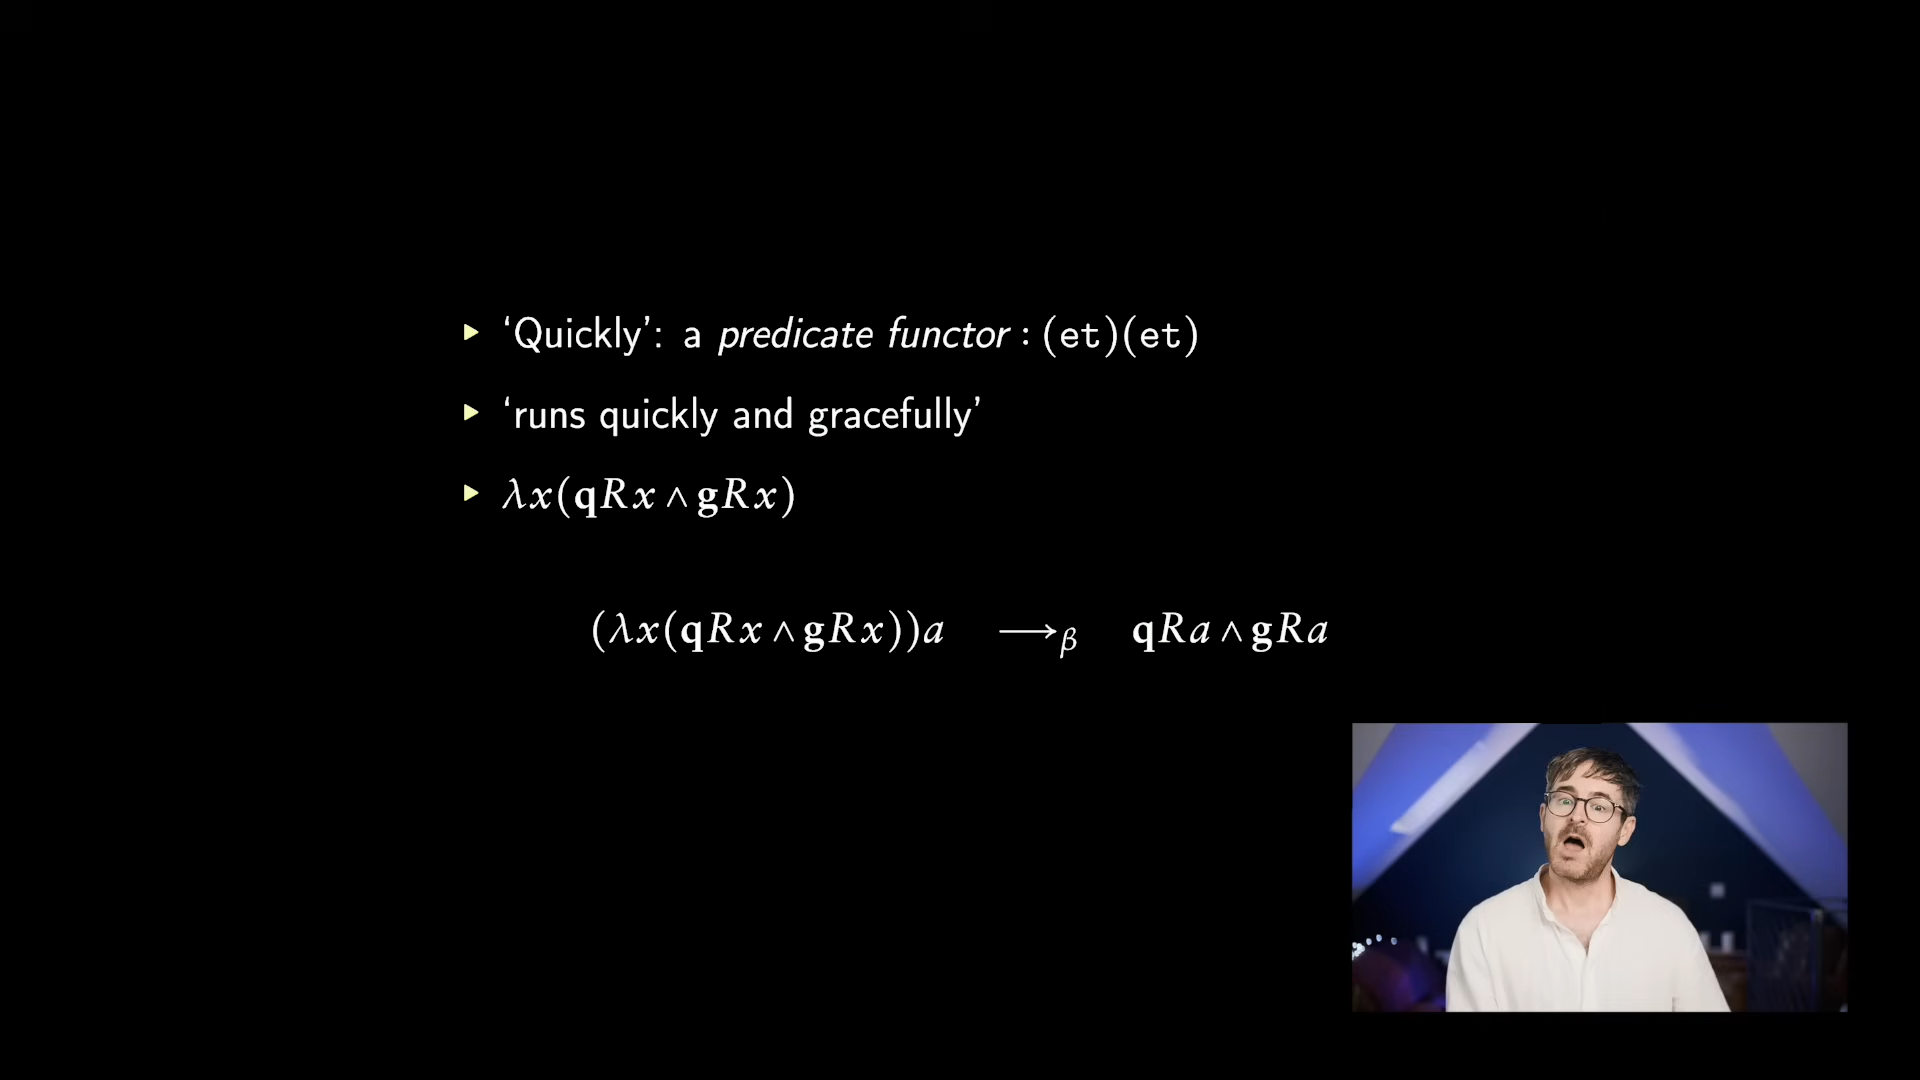 ▸ ‘Quickly’: a predicate functor : (et)(et)
▸ ‘runs quickly and gracefully’
▸ λx(qRx ∧ gRx)
(λx(qRx ∧ gRx))a ⟶β qRa ∧ gRa